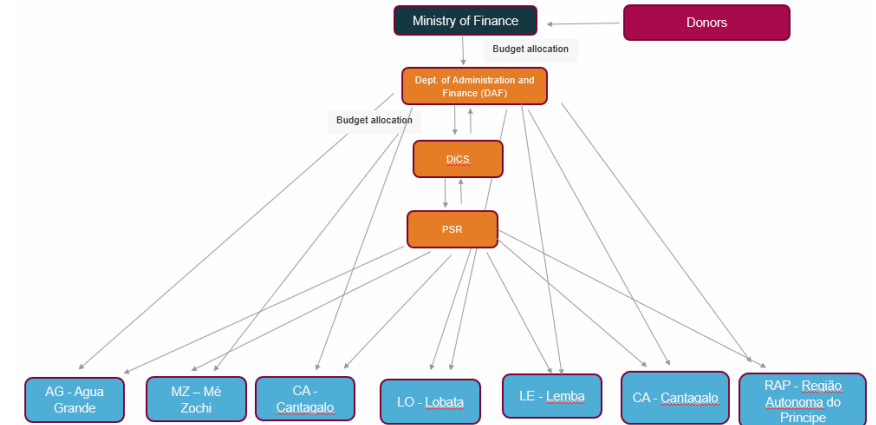 Ministry of Finance
Donors
Budget allocation
Dept. of Administration and
Finance (DAF)
Budget allocation
DiCS
PSR
AG - Agua
Grande
MZ – Mé
Zochi
CA -
Cantagalo
LO - Lobata
LE - Lemba
CA - Cantagalo
RAP - Região
Autonoma do
Principe